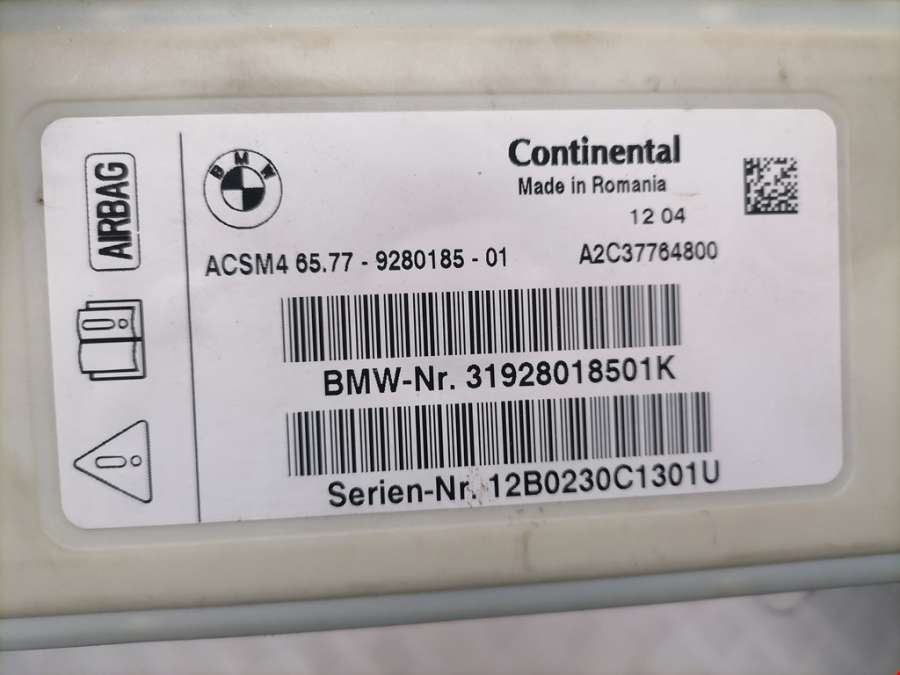 AIRBAG
BMW
Continental
Made in Romania
12 04
ACSM4 65.77 - 9280185 - 01 A2C37764800
BMW-Nr. 31928018501K
Serien-Nr. 12B0230C1301U